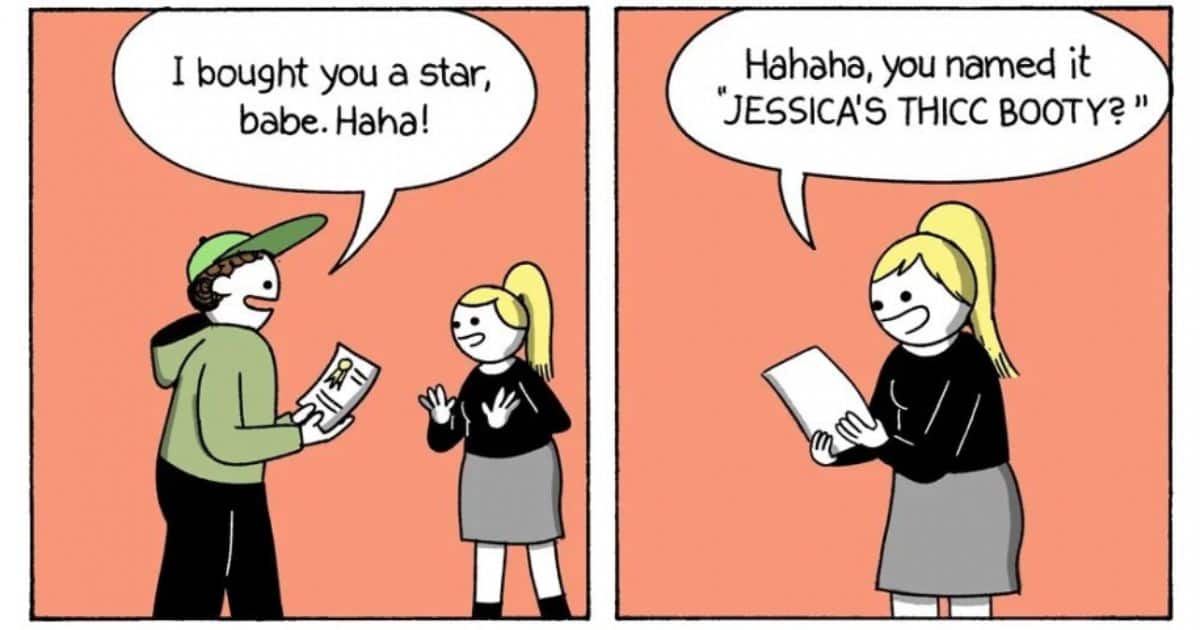 I bought you a star,
babe. Haha!
Hahaha, you named it
"JESSICA'S THICC BOOTY?"